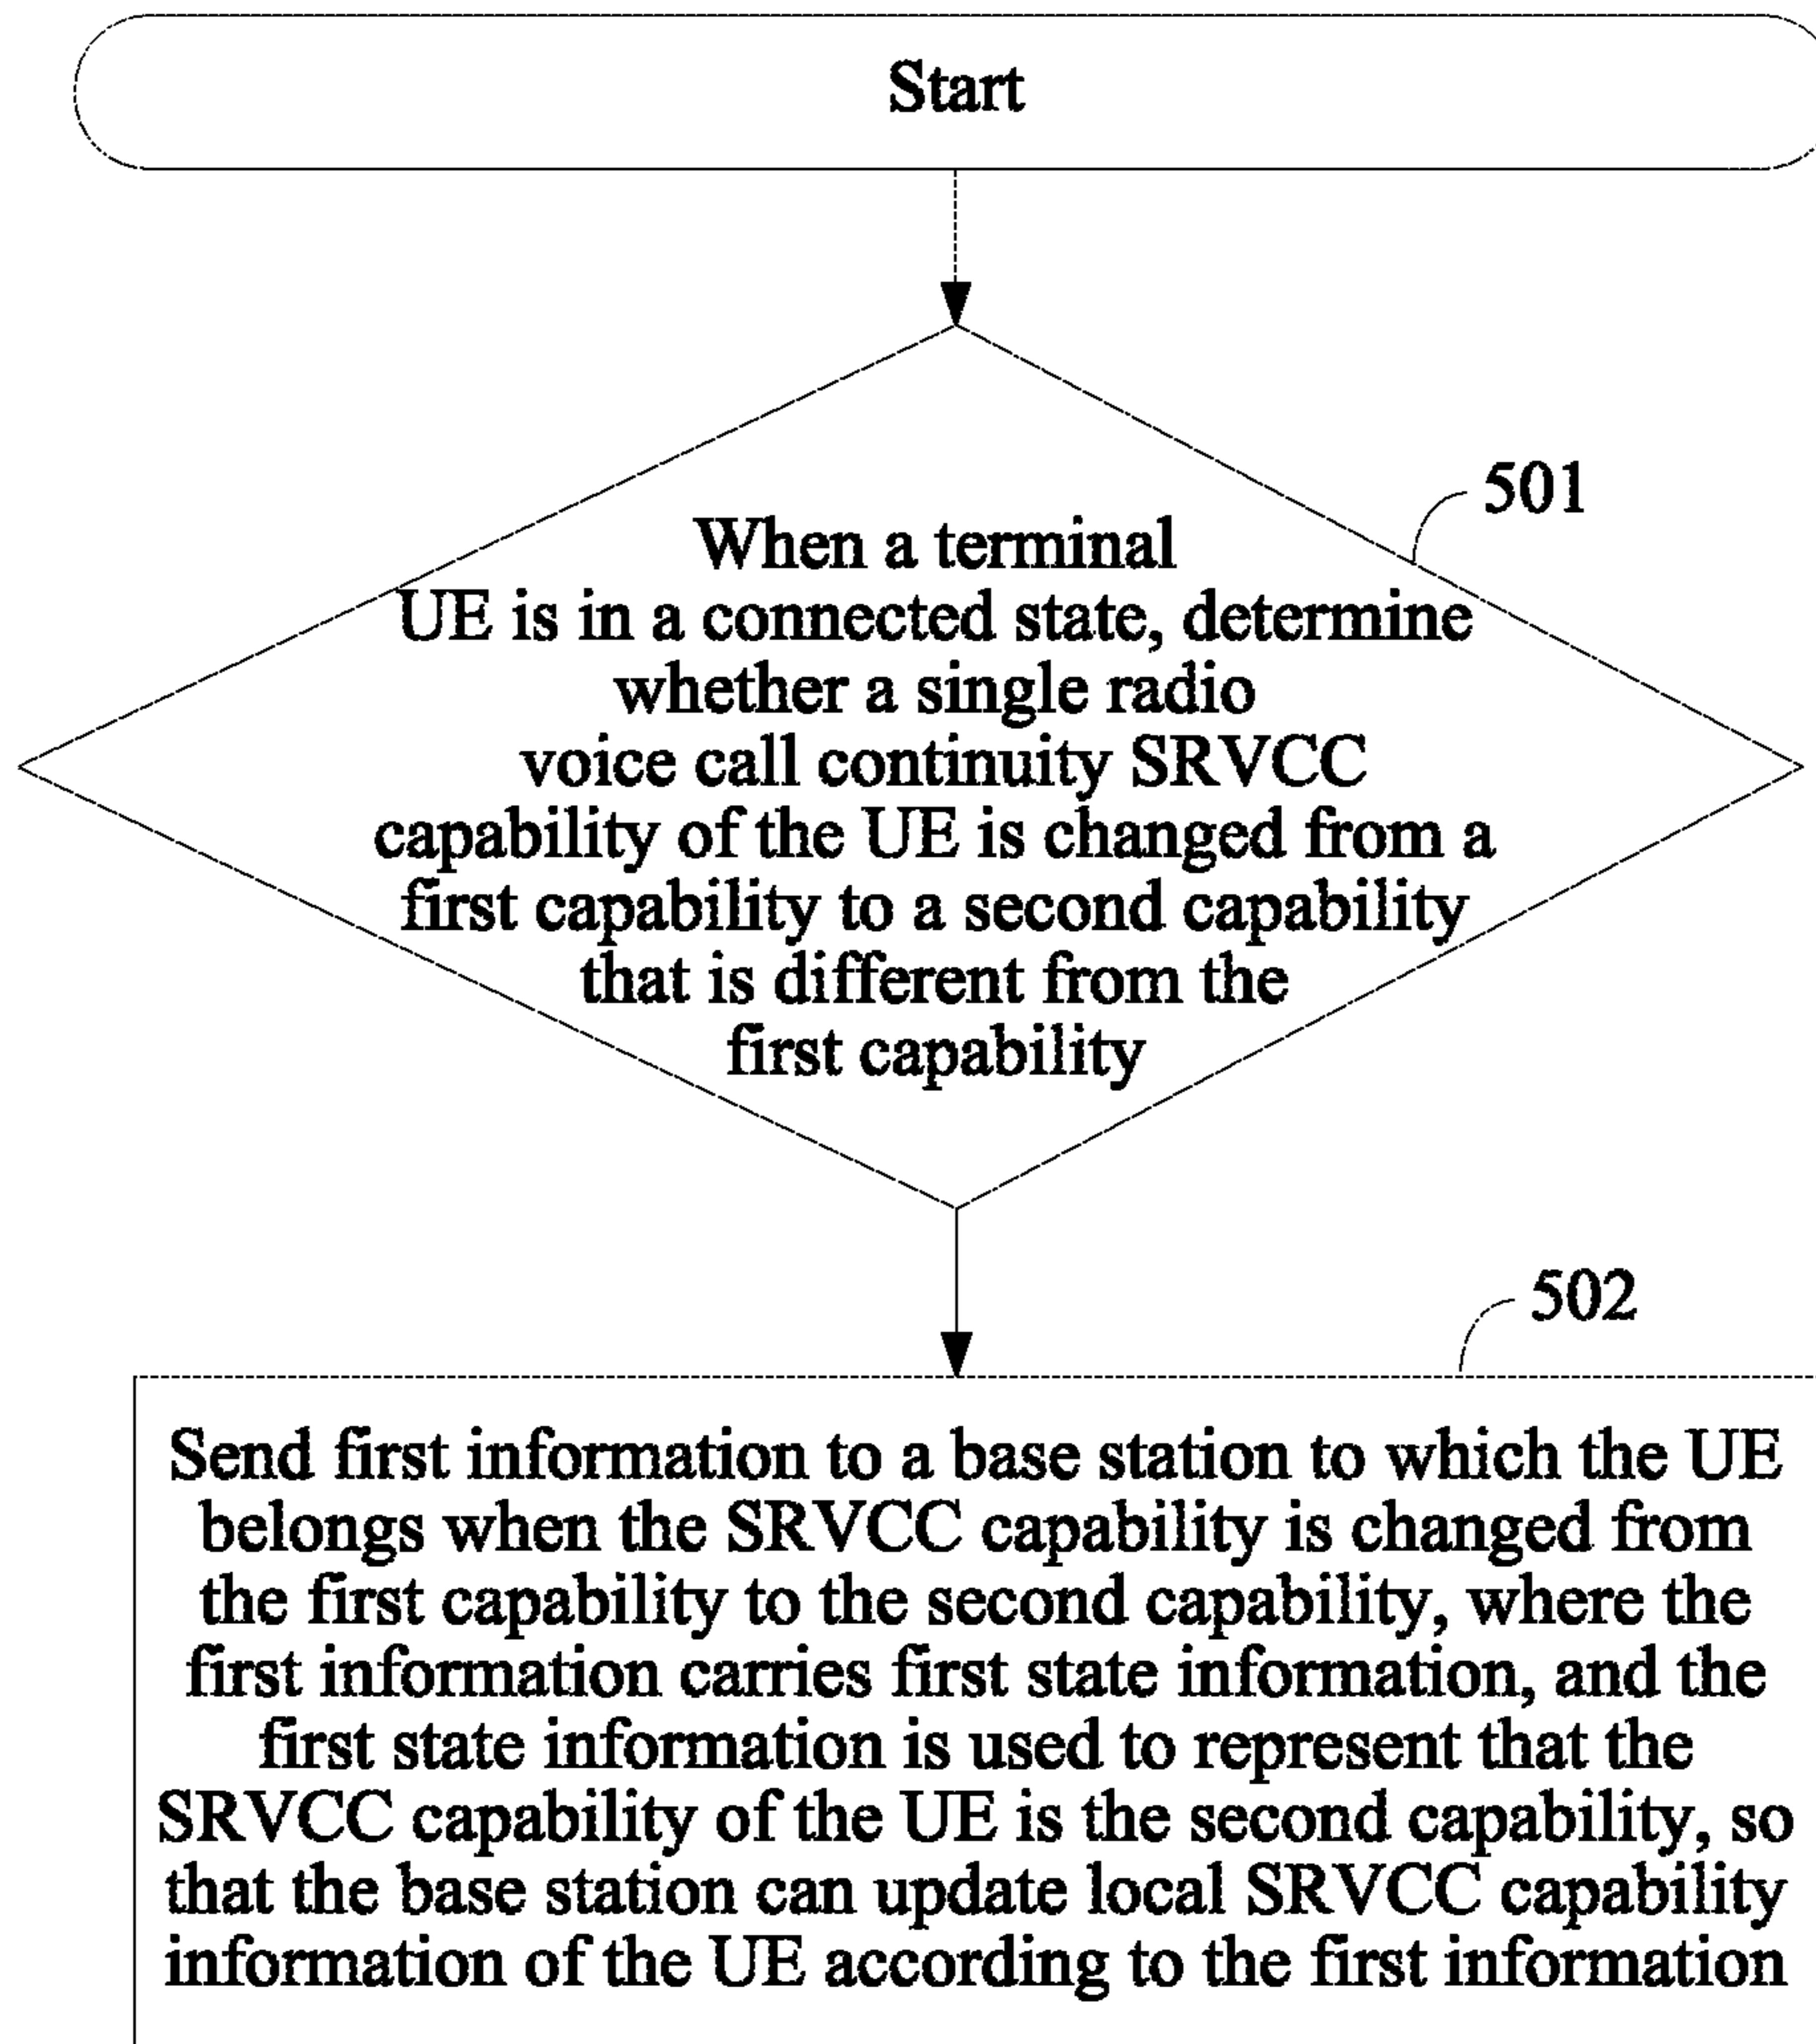 Start
501
When a terminal
UE is in a connected state, determine
whether a single radio
voice call continuity SRVCC
capability of the UE is changed from a
first capability to a second capability
that is different from the
first capability
502
Send first information to a base station to which the UE
belongs when the SRVCC capability is changed from
the first capability to the second capability, where the
first information carries first state information, and the
first state information is used to represent that the
SRVCC capability of the UE is the second capability, so
that the base station can update local SRVCC capability
information of the UE according to the first information